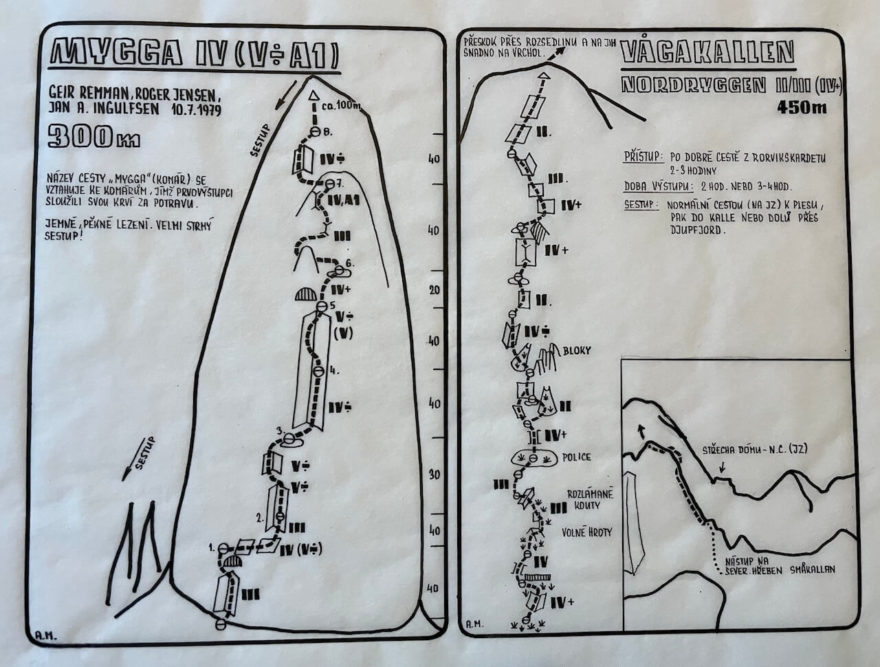 MYGGA IV (V÷A1)
GEIR REMMAN, ROGER JENSEN,
JAN A. INGULFSEN 10.7.1979
300m
NÁZEV CESTY „MYGGA“ (KOMÁR) SE
VZTAHUJE KE KOMÁRŮM, JIMŽ PRVOVÝSTUPCI
SLOUŽILI SVOU KRVÍ ZA POTRAVU.
JEMNÉ, PĚKNÉ LEZENÍ. VELMI STRMÝ
SESTUP!
SESTUP
ca. 100m
8.
IV÷
40
7.
IV, A1
III
40
6.
IV+
20
5
V÷
(V)
40
4.
IV÷
40
3.
V÷
30
V÷
2.
III
40
1.
IV (V÷)
III
40
SESTUP
A.M.
PŘESKOK PŘES ROZSEDLINU A NA JIH
SNADNO NA VRCHOL.
VÅGAKALLEN
NORDRYGGEN II/III (IV+)
450m
PŘÍSTUP: PO DOBRÉ CESTĚ Z RORVIKSKARDETU
2-3 HODINY
DOBA VÝSTUPU: 2 HOD. NEBO 3-4 HOD.
SESTUP: NORMÁLNÍ CESTOU (NA JZ) K PLESU,
PAK DO KALLE NEBO DOLŮ PŘES
DJUPFJORD.
II.
III.
IV+
IV+
II.
IV÷
BLOKY
II
IV+
POLICE
III
ROZLÁMANÉ
KOUTY
III
VOLNÉ HROTY
IV
IV+
A.M.
STŘECHA DÓMU - N.C. (JZ)
NÁSTUP NA
SEVER. HŘEBEN SMÅKALLAN